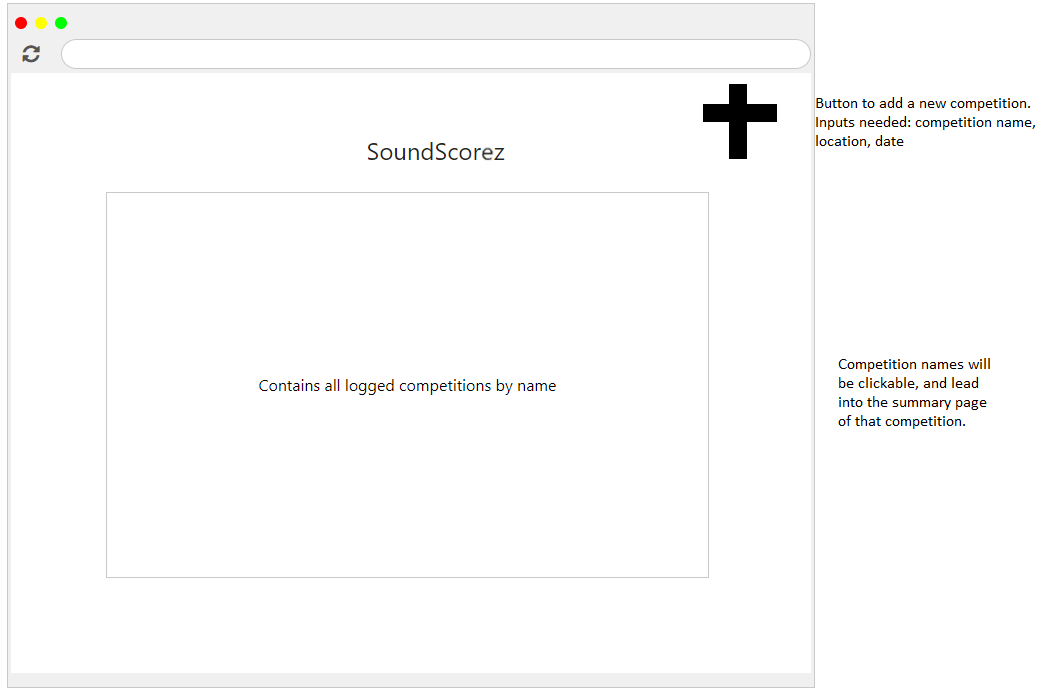 Button to add a new competition.
Inputs needed: competition name,
location, date
SoundScorez
Contains all logged competitions by name
Competition names will
be clickable, and lead
into the summary page
of that competition.